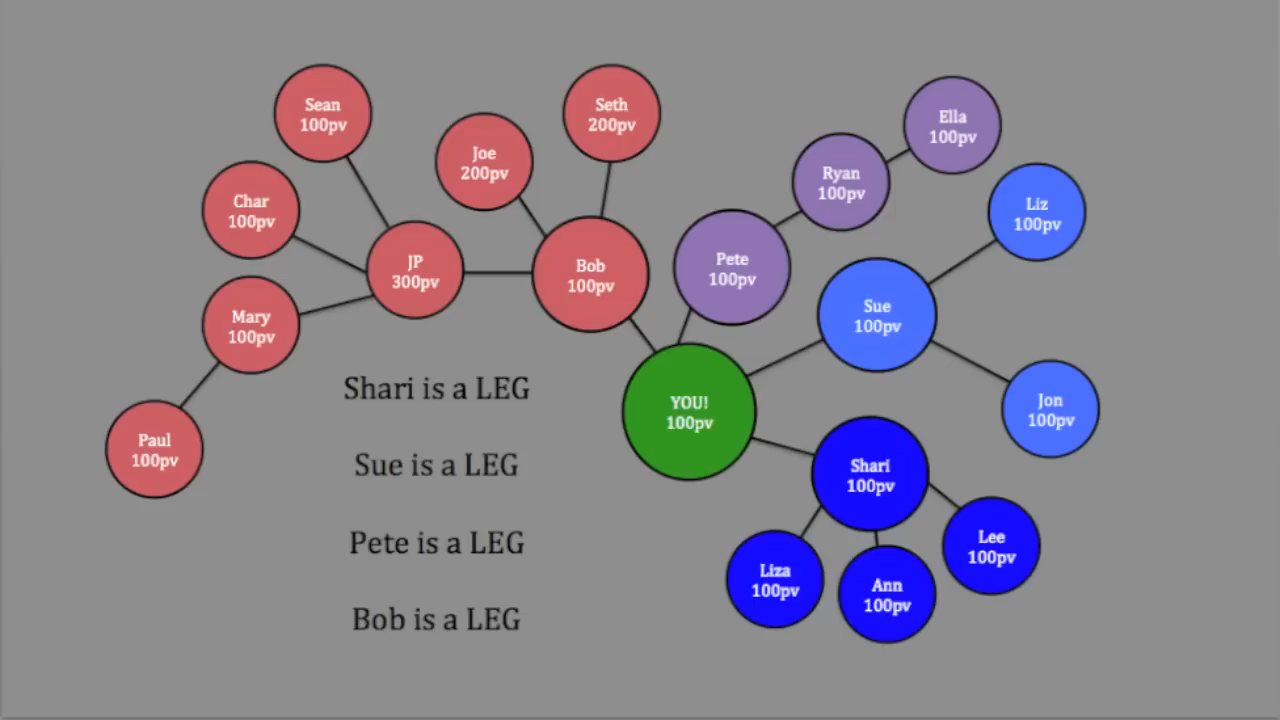 Sean
100pv
Joe
200pv
Seth
200pv
Ella
100pv
Ryan
100pv
Char
100pv
Liz
100pv
JP
300pv
Bob
100pv
Pete
100pv
Mary
100pv
Sue
100pv
Paul
100pv
YOU!
100pv
Jon
100pv
Shari
100pv
Liza
100pv
Ann
100pv
Lee
100pv
Shari is a LEG
Sue is a LEG
Pete is a LEG
Bob is a LEG